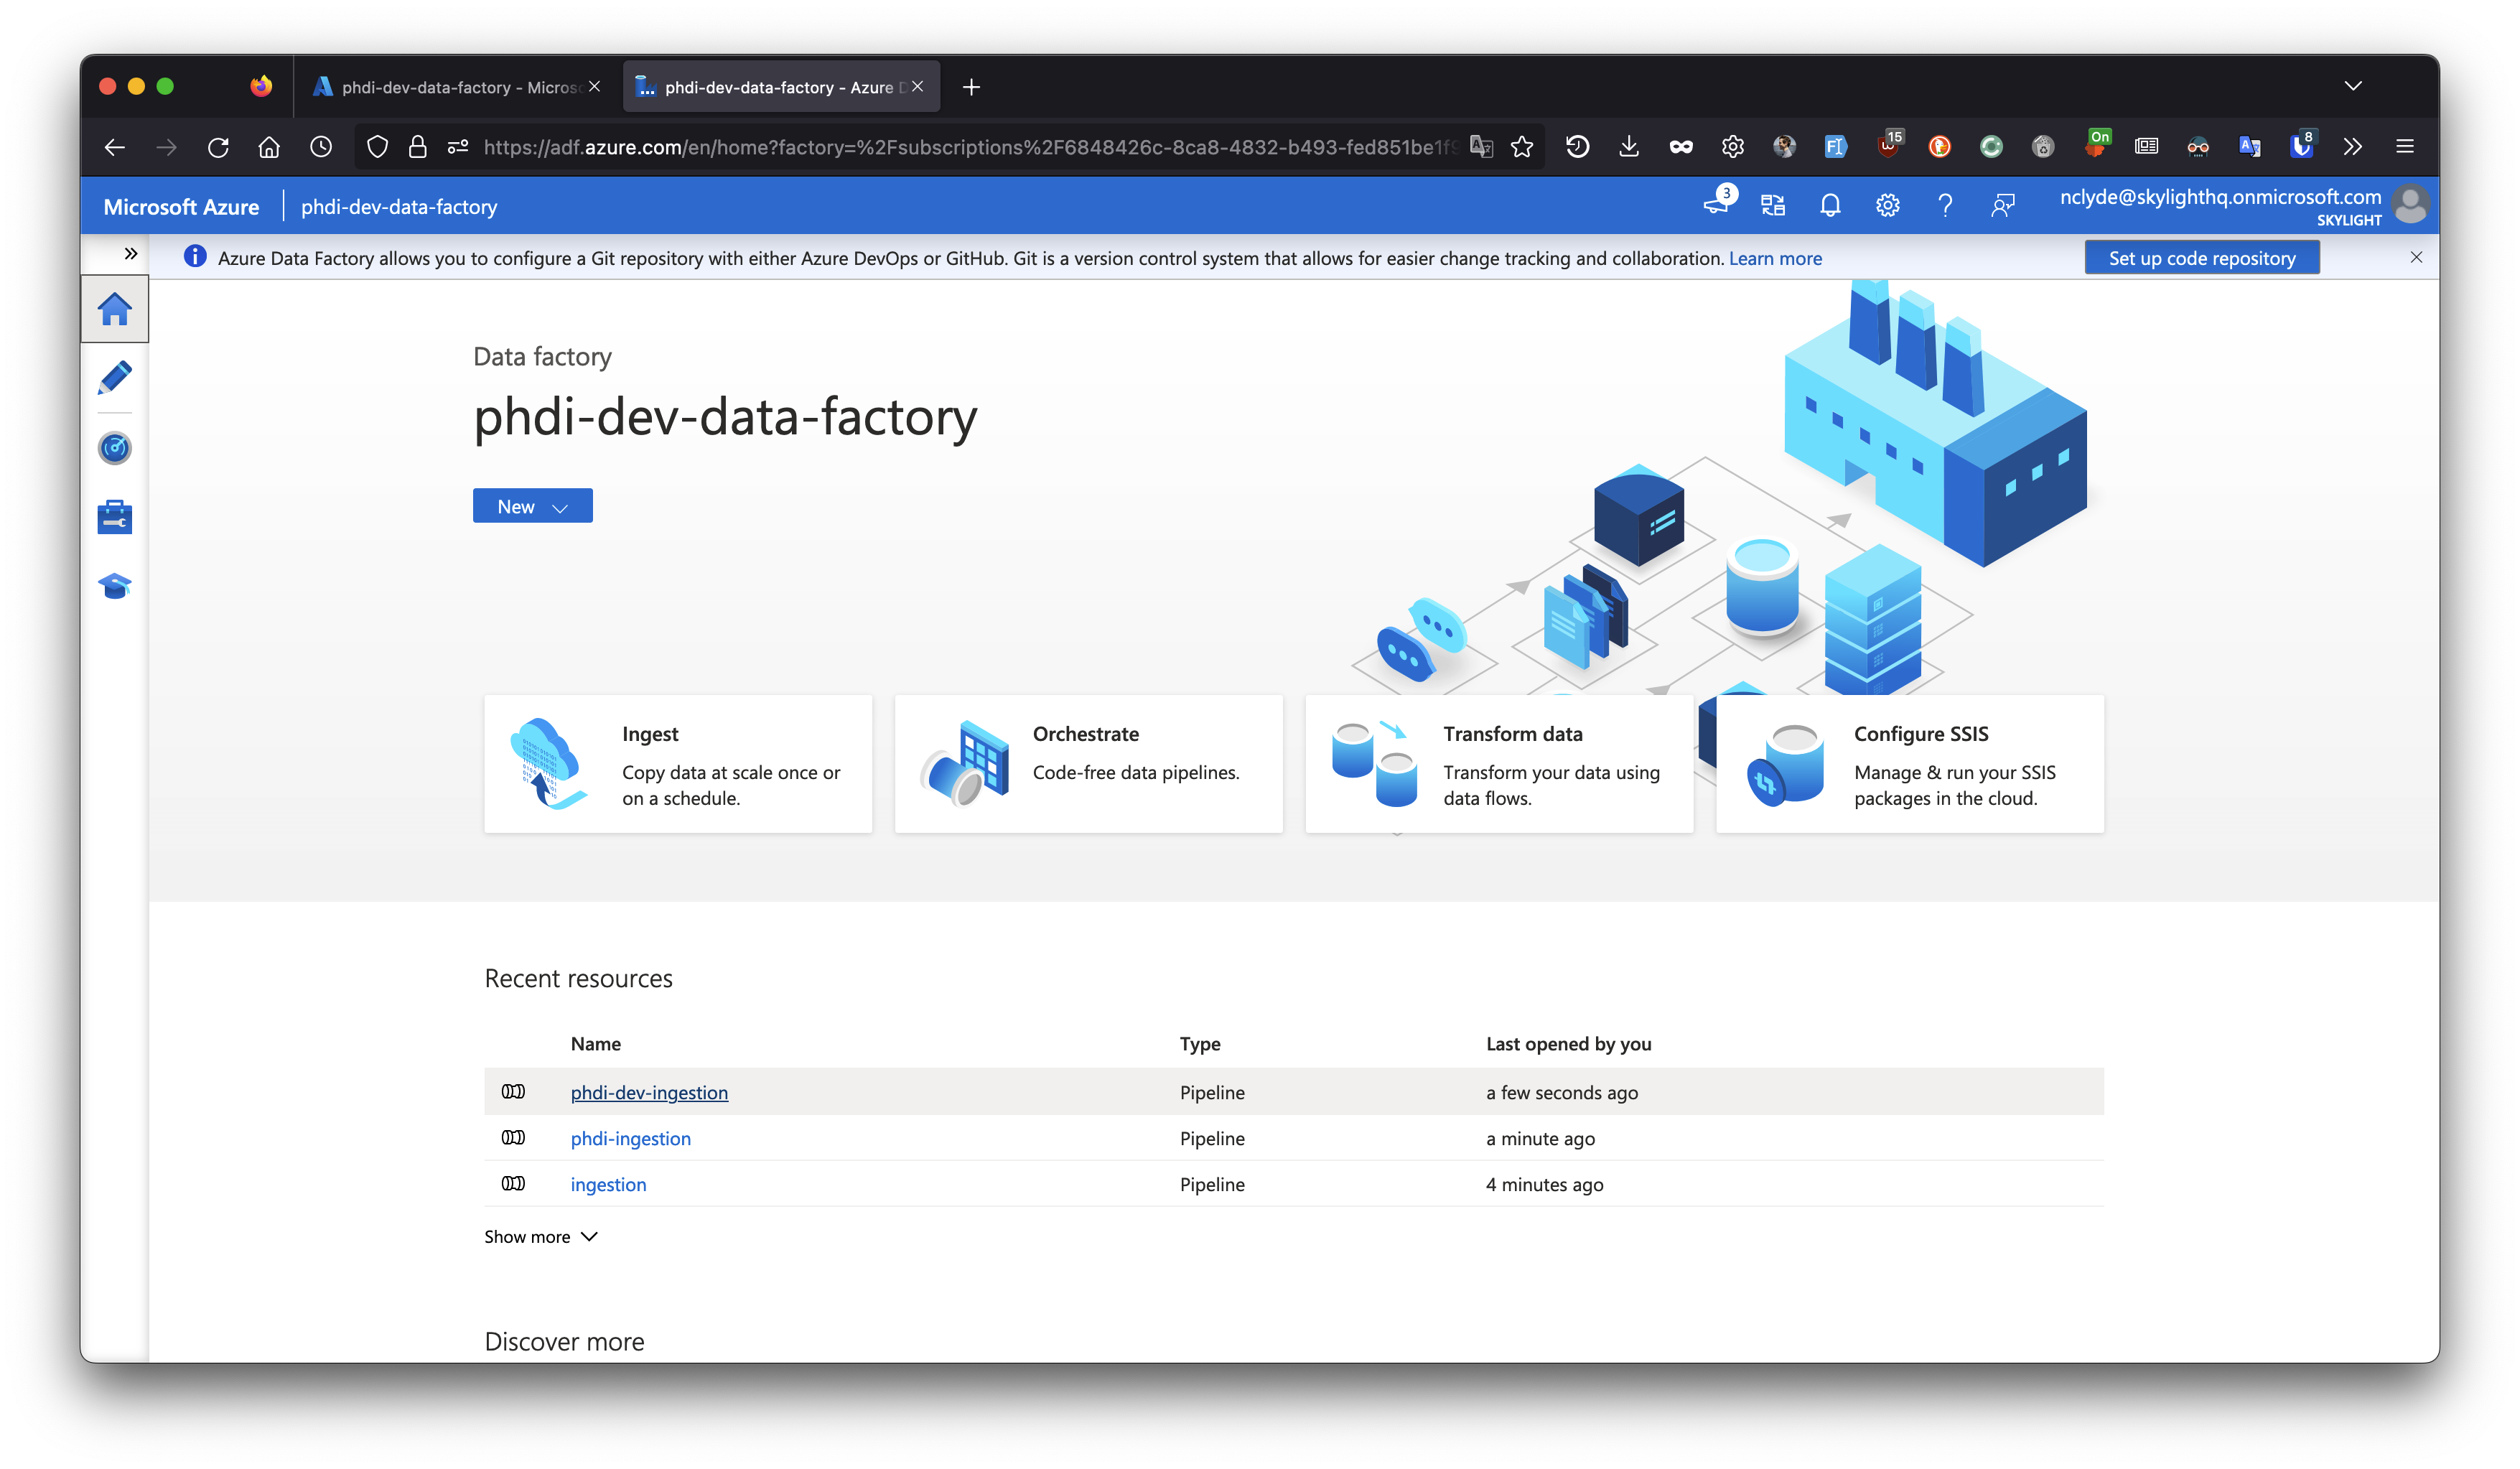 phdi-dev-data-factory - Micros
phdi-dev-data-factory - Azure D
https://adf.azure.com/en/home?factory=%2Fsubscriptions%2F6848426c-8ca8-4832-b493-fed851be1f9
15
On
8
Microsoft Azure
phdi-dev-data-factory
3
nclyde@skylighthq.onmicrosoft.com
SKYLIGHT
Azure Data Factory allows you to configure a Git repository with either Azure DevOps or GitHub. Git is a version control system that allows for easier change tracking and collaboration. Learn more
Set up code repository
Data factory
phdi-dev-data-factory
New
Ingest
Copy data at scale once or
on a schedule.
Orchestrate
Code-free data pipelines.
Transform data
Transform your data using
data flows.
Configure SSIS
Manage & run your SSIS
packages in the cloud.
Recent resources
Name Type Last opened by you
phdi-dev-ingestion Pipeline a few seconds ago
phdi-ingestion Pipeline a minute ago
ingestion Pipeline 4 minutes ago
Show more
Discover more